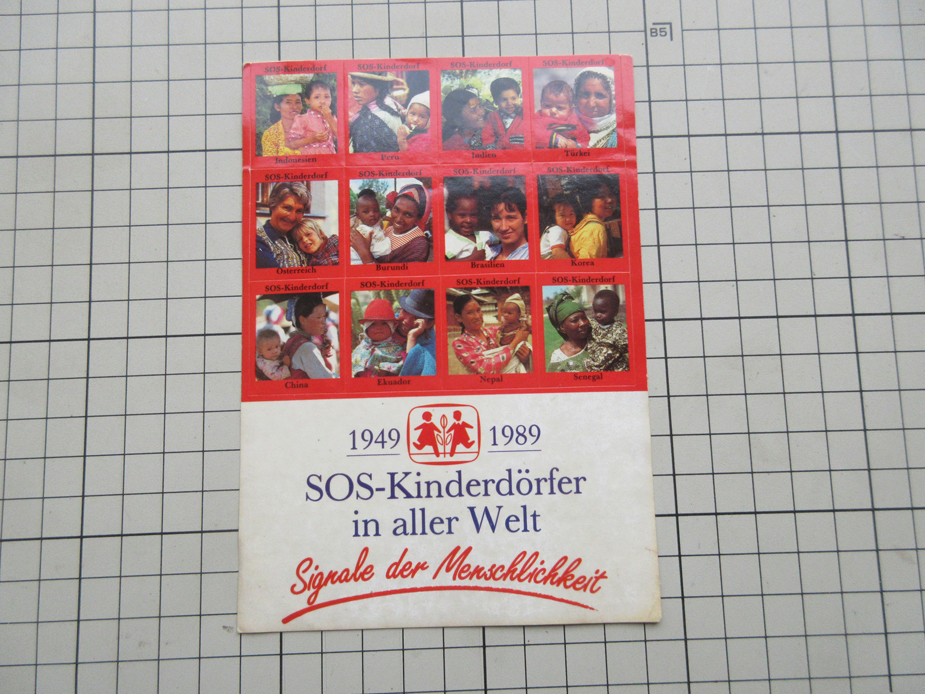 B5
SOS-Kinderdorf SOS-Kinderdorf SOS-Kinderdorf SOS-Kinderdorf
Indonesien Peru Indien Türkei
SOS-Kinderdorf SOS-Kinderdorf SOS-Kinderdorf SOS-Kinderdorf
Österreich Burundi Brasilien Korea
SOS-Kinderdorf SOS-Kinderdorf SOS-Kinderdorf SOS-Kinderdorf
China Ekuador Nepal Senegal
1949 1989
SOS-Kinderdörfer
in aller Welt
Signale der Menschlichkeit